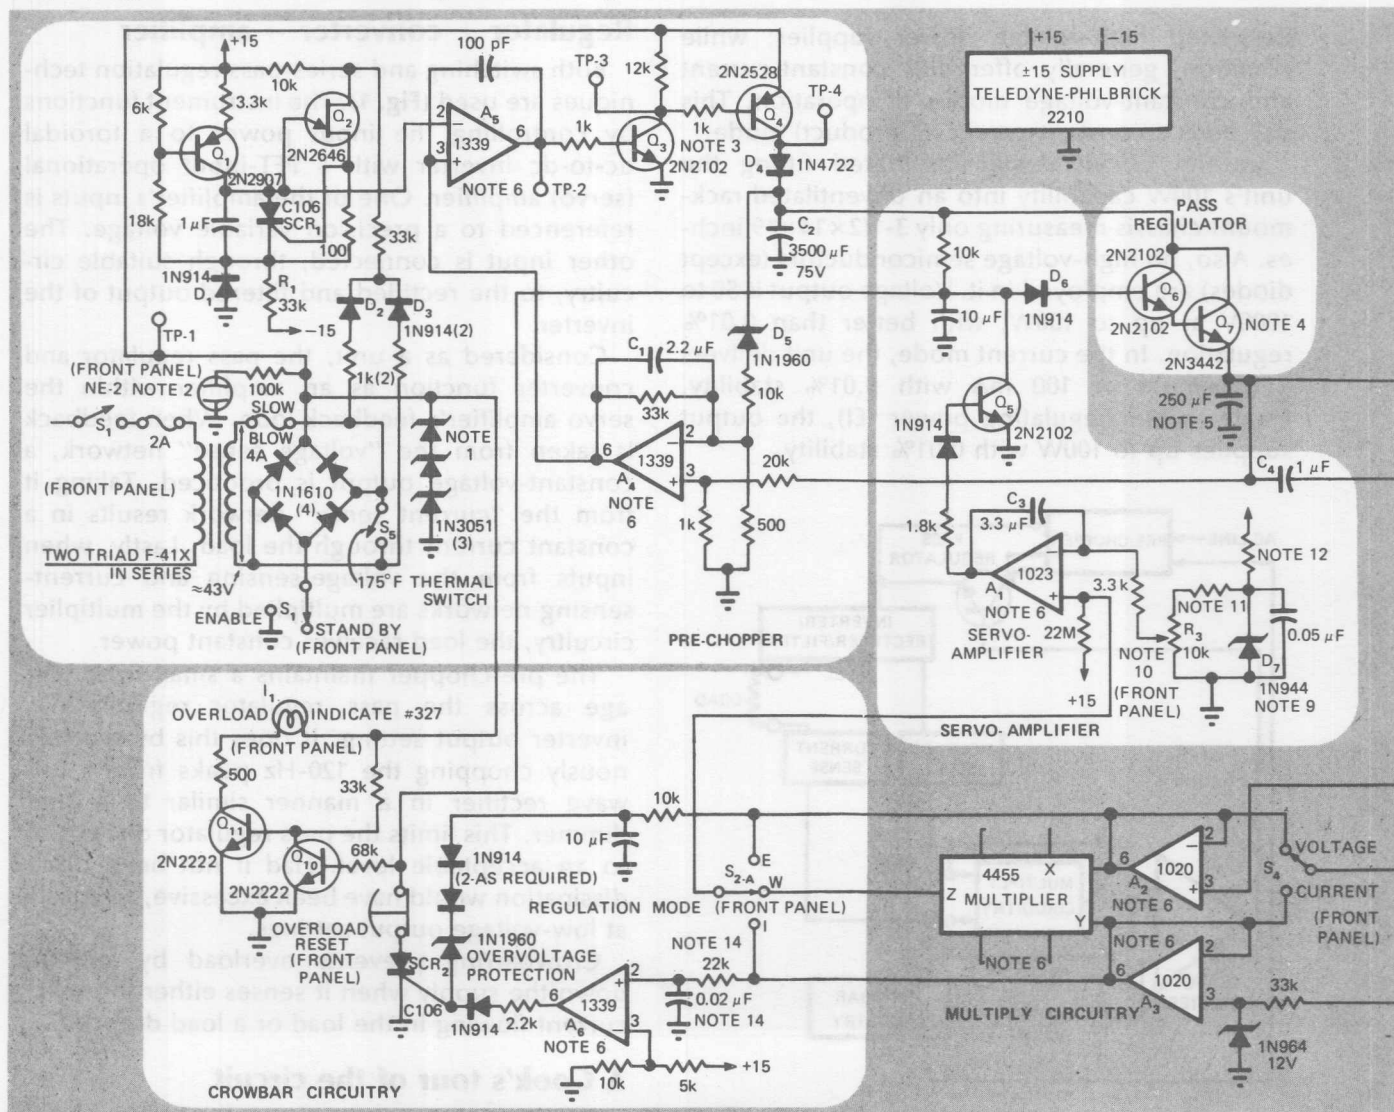 +15
100 pF
TP-3
12k
2N2528
TP-4
+15
-15
±15 SUPPLY
TELEDYNE-PHILBRICK
2210
6k
3.3k
10k
Q2
2N2646
2
3
A5
1339
NOTE 6
6
1k
TP-2
Q3
2N2102
NOTE 3
Q4
D4
1N4722
2N2907
C106
SCR1
18k
1 µF
100
33k
1N914
D1
R1
33k
-15
D2
D3
1N914(2)
1k(2)
C2
3500 µF
75V
10k
10 µF
D6
1N914
PASS
REGULATOR
2N2102
Q6
2N2102
Q7
NOTE 4
2N3442
250 µF
NOTE 5
C4
1 µF
TP-1
(FRONT PANEL)
NE-2
NOTE 1
100k
S1
2A
SLOW
BLOW
4A
(FRONT PANEL)
(FRONT PANEL)
1N1610
(4)
TWO TRIAD F-41X
IN SERIES
≈43V
NOTE 2
1N3051
(3)
175°F THERMAL
SWITCH
ENABLE
STANDBY
(FRONT PANEL)
C1
2.2 µF
33k
D5
1N1960
10k
6
1339
A4
NOTE
6
2
3
20k
1k
500
PRE-CHOPPER
Q5
1N914
1.8k
C3
3.3 µF
6
1023
A1
NOTE 6
2
3
SERVO-
AMPLIFIER
22M
+15
3.3k
R3
10k
NOTE
10
(FRONT
PANEL)
NOTE 12
NOTE 11
0.05 µF
D7
1N944
NOTE 9
SERVO-AMPLIFIER
I1
OVERLOAD
INDICATE #327
(FRONT PANEL)
500
33k
2N2222
Q10
2N2222
68k
OVERLOAD
RESET
(FRONT
PANEL)
SCR2
C106
1N914
(2-AS REQUIRED)
1N1960
OVERVOLTAGE
PROTECTION
1N914
2.2k
10 µF
10k
E
S2-A
W
I
REGULATION MODE (FRONT PANEL)
NOTE 14
22k
0.02 µF
NOTE 14
6
1339
A6
NOTE 6
2
3
10k
5k
+15
CROWBAR CIRCUITRY
4455
MULTIPLIER
X
Y
Z
NOTE 6
6
A2
1020
2
3
NOTE 6
NOTE 6
6
1020
A3
2
3
MULTIPLY CIRCUITRY
VOLTAGE
S4
CURRENT
(FRONT
PANEL)
33k
1N964
12V